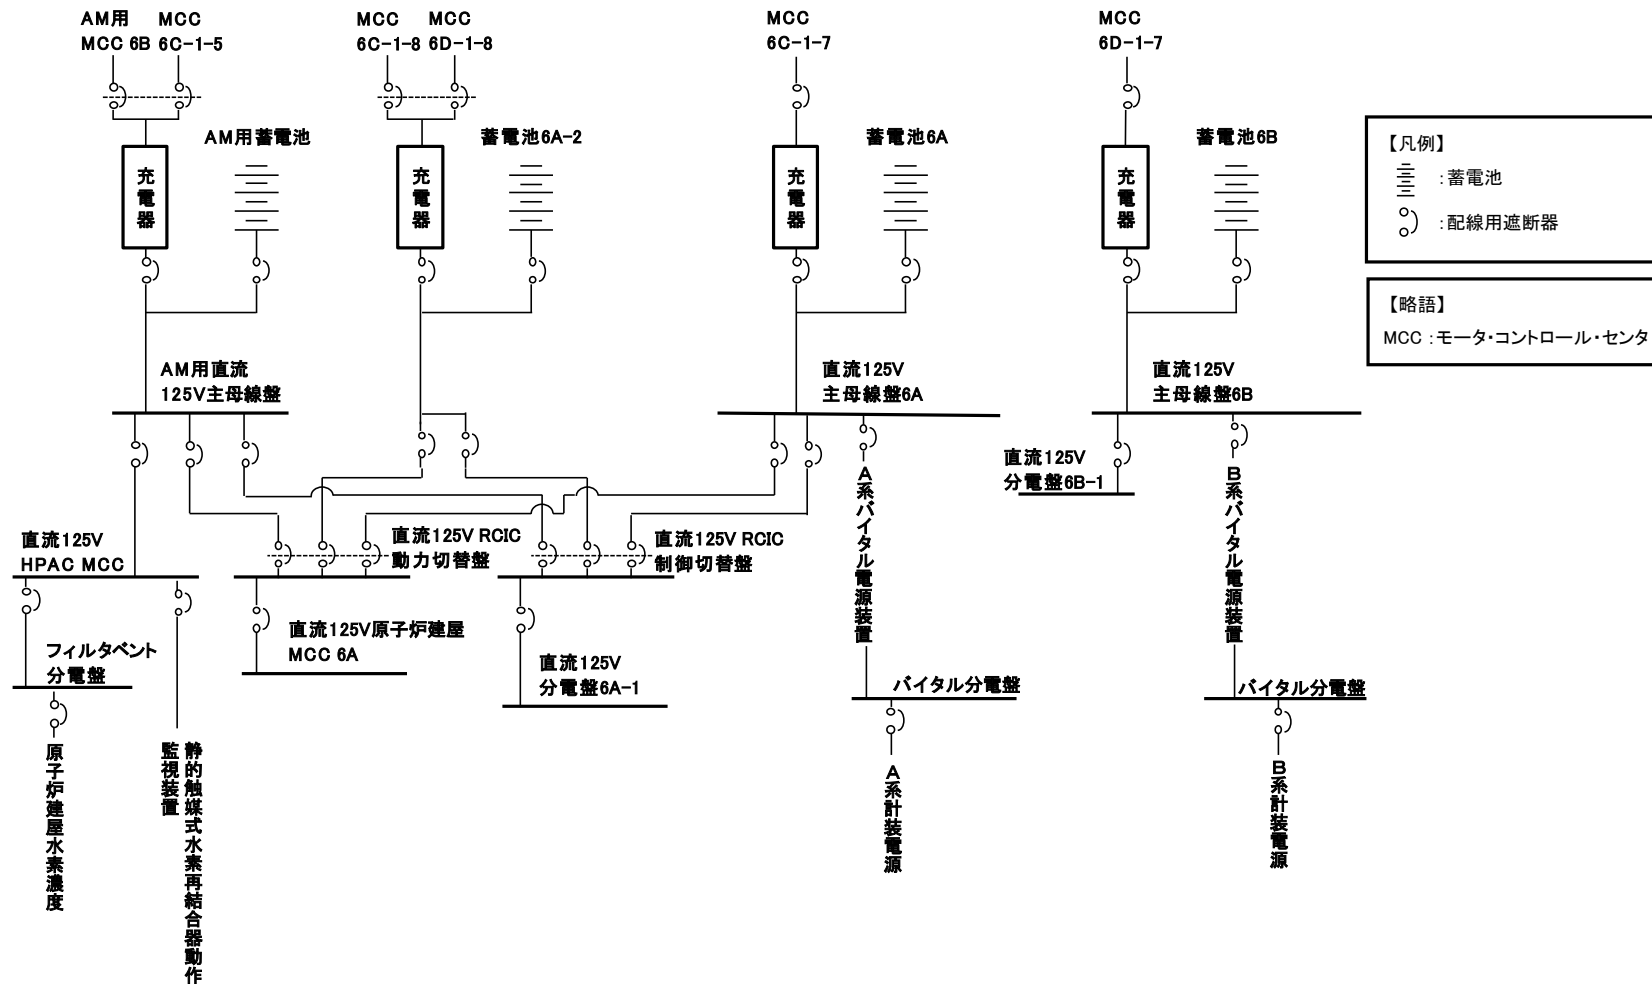 AM用
MCC 6B
MCC
6C-1-5
MCC
6C-1-8
MCC
6D-1-8
MCC
6C-1-7
MCC
6D-1-7
充電器
AM用蓄電池
充電器
蓄電池6A-2
充電器
蓄電池6A
充電器
蓄電池6B
【凡例】
:蓄電池
:配線用遮断器
【略語】
MCC :モータ・コントロール・センタ
AM用直流
125V主母線盤
直流125V
主母線盤6A
直流125V
主母線盤6B
直流125V
分電盤6B-1
直流125V
HPAC MCC
直流125V RCIC
動力切替盤
直流125V RCIC
制御切替盤
A系バイタル電源装置
B系バイタル電源装置
フィルタベント
分電盤
直流125V原子炉建屋
MCC 6A
直流125V
分電盤6A-1
バイタル分電盤
バイタル分電盤
原子炉建屋水素濃度
静的触媒式水素再結合器動作
監視装置
A系計装電源
B系計装電源